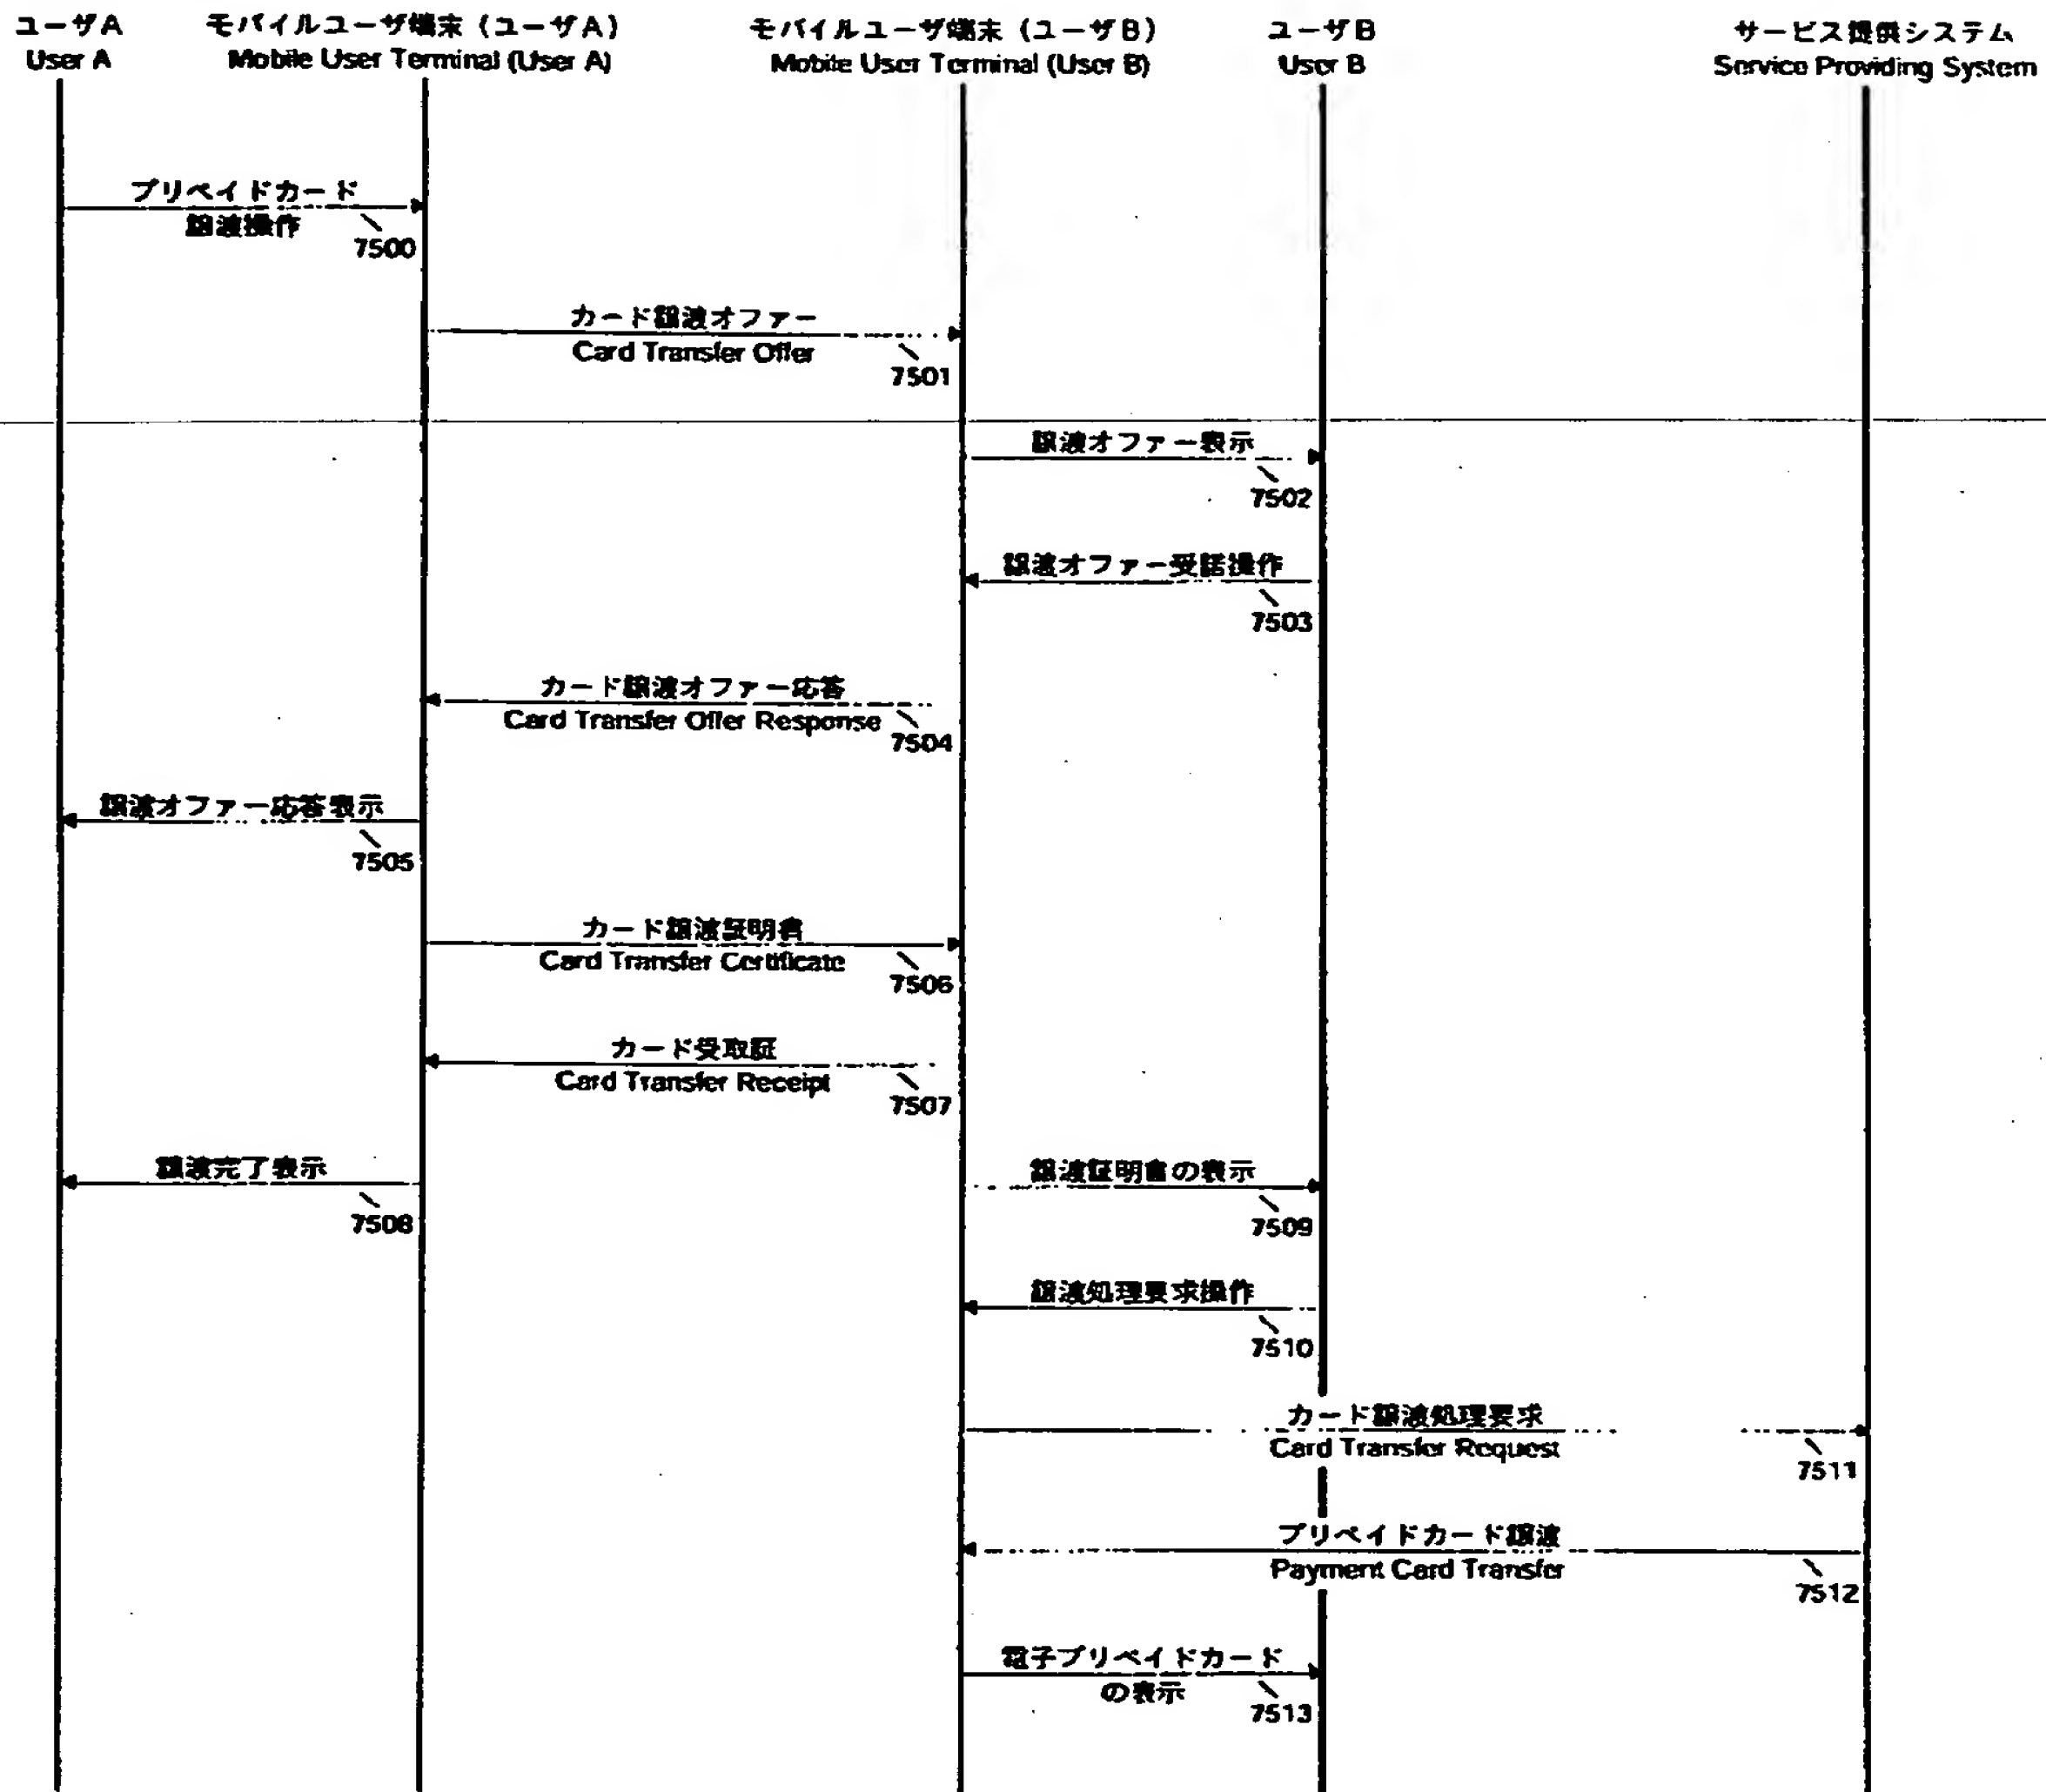 ユーザA
User A
モバイルユーザ端末（ユーザA）
Mobile User Terminal (User A)
モバイルユーザ端末（ユーザB）
Mobile User Terminal (User B)
ユーザB
User B
サービス提供システム
Service Providing System
プリペイドカード
譲渡操作
7500
カード譲渡オファー
Card Transfer Offer
7501
譲渡オファー表示
7502
譲渡オファー受諾操作
7503
カード譲渡オファー応答
Card Transfer Offer Response
7504
譲渡オファー応答表示
7505
カード譲渡証明書
Card Transfer Certificate
7506
カード受取証
Card Transfer Receipt
7507
譲渡完了表示
7508
譲渡証明書の表示
7509
譲渡処理要求操作
7510
カード譲渡処理要求
Card Transfer Request
7511
プリペイドカード譲渡
Payment Card Transfer
7512
電子プリペイドカード
の表示
7513